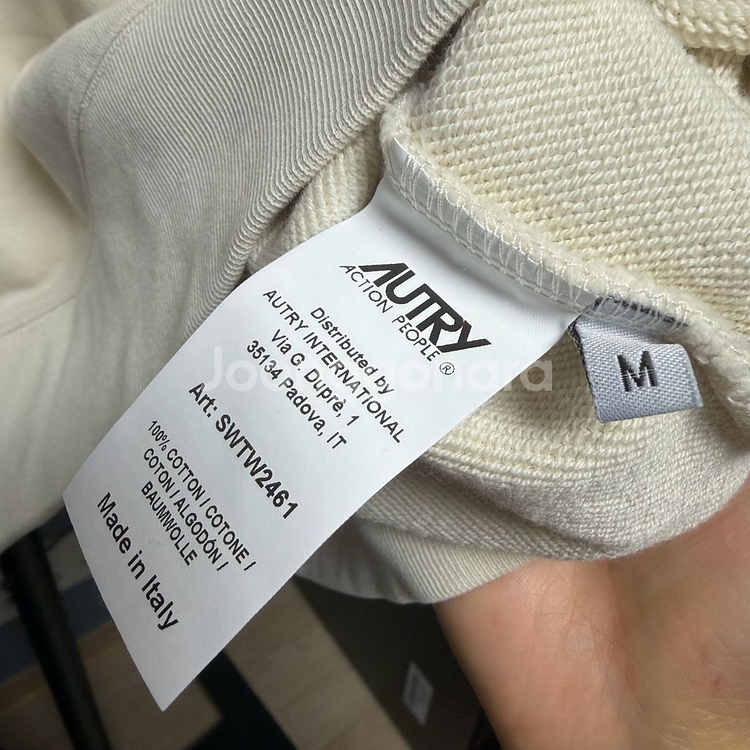 AUTRY
ACTION PEOPLE®
Distributed by
AUTRY INTERNATIONAL
Via G. Duprè, 1
35134 Padova, IT
Art: SWTW2461
100% COTTON / COTONE /
COTON / ALGODÓN /
BAUMWOLLE
Made in Italy
M